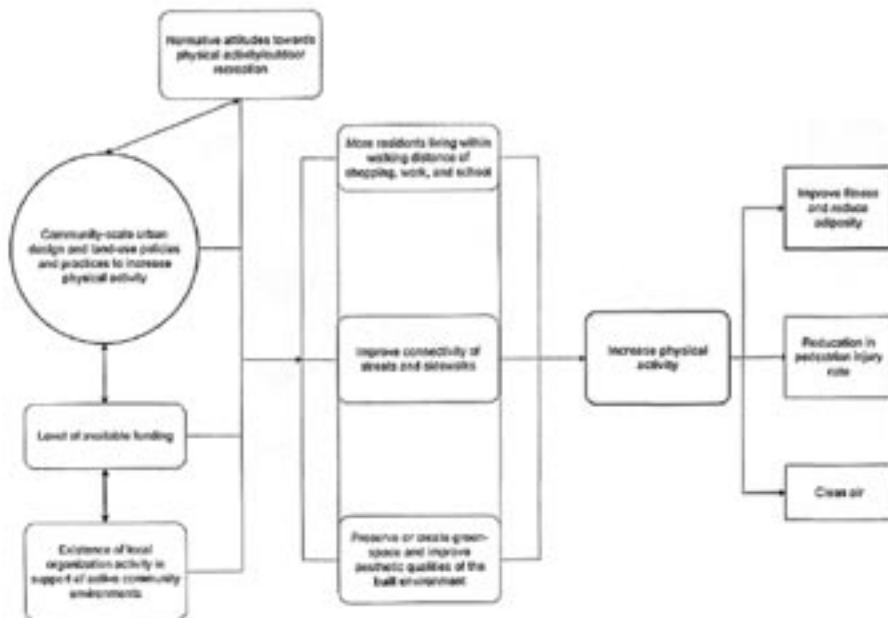 Normative attitudes towards
physical activity/outdoor
recreation
More residents living within
walking distance of
shopping, work, and school
Improve fitness
and reduce
adiposity
Community-scale urban
design and land-use policies
and practices to increase
physical activity
Improve connectivity of
streets and sidewalks
Increase physical
activity
Reducation in
pedestrian injury
rate
Level of available funding
Clean air
Existence of local
organization activity in
support of active community
environments
Preserve or create green-
space and improve
aesthetic qualities of the
built environment